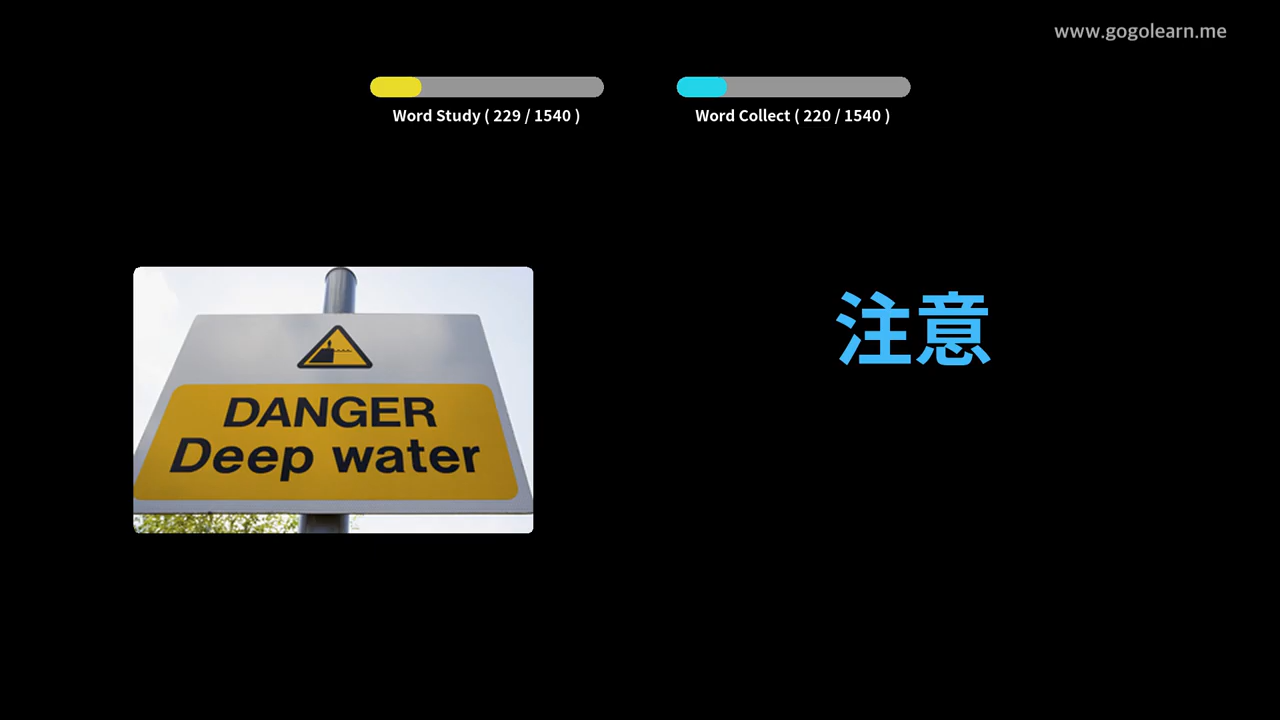 www.gogolearn.me
Word Study ( 229 / 1540 )
Word Collect ( 220 / 1540 )
DANGER
Deep water
注意